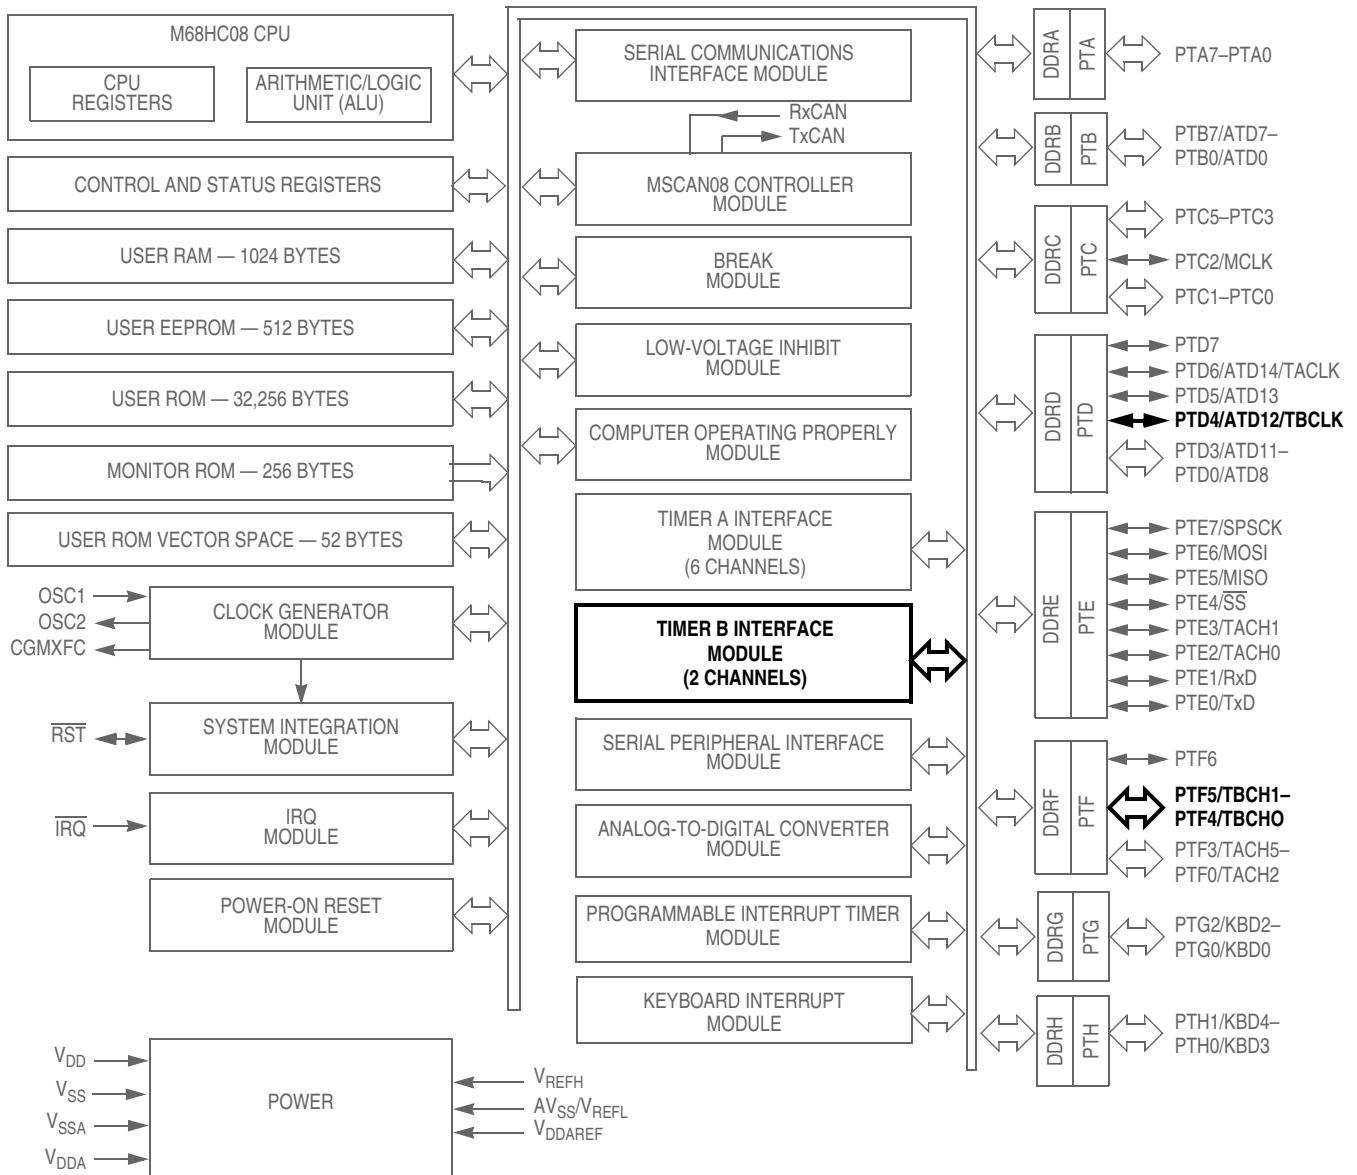 M68HC08 CPU
CPU
REGISTERS
ARITHMETIC/LOGIC
UNIT (ALU)
CONTROL AND STATUS REGISTERS
USER RAM — 1024 BYTES
USER EEPROM — 512 BYTES
USER ROM — 32,256 BYTES
MONITOR ROM — 256 BYTES
USER ROM VECTOR SPACE — 52 BYTES
OSC1
OSC2
CGMXFC
CLOCK GENERATOR
MODULE
RST
SYSTEM INTEGRATION
MODULE
IRQ
IRQ
MODULE
POWER-ON RESET
MODULE
VDD
VSS
VSSA
VDDA
POWER
VREFH
AVSS/VREFL
VDDAREF
SERIAL COMMUNICATIONS
INTERFACE MODULE
RxCAN
TxCAN
MSCAN08 CONTROLLER
MODULE
BREAK
MODULE
LOW-VOLTAGE INHIBIT
MODULE
COMPUTER OPERATING PROPERLY
MODULE
TIMER A INTERFACE
MODULE
(6 CHANNELS)
TIMER B INTERFACE
MODULE
(2 CHANNELS)
SERIAL PERIPHERAL INTERFACE
MODULE
ANALOG-TO-DIGITAL CONVERTER
MODULE
PROGRAMMABLE INTERRUPT TIMER
MODULE
KEYBOARD INTERRUPT
MODULE
DDRA
PTA
PTA7–PTA0
DDRB
PTB
PTB7/ATD7–
PTB0/ATD0
DDRC
PTC
PTC5–PTC3
PTC2/MCLK
PTC1–PTC0
DDRD
PTD
PTD7
PTD6/ATD14/TACLK
PTD5/ATD13
PTD4/ATD12/TBCLK
PTD3/ATD11–
PTD0/ATD8
DDRE
PTE
PTE7/SPSCK
PTE6/MOSI
PTE5/MISO
PTE4/SS
PTE3/TACH1
PTE2/TACH0
PTE1/RxD
PTE0/TxD
DDRF
PTF
PTF6
PTF5/TBCH1–
PTF4/TBCHO
PTF3/TACH5–
PTF0/TACH2
DDRG
PTG
PTG2/KBD2–
PTG0/KBD0
DDRH
PTH
PTH1/KBD4–
PTH0/KBD3